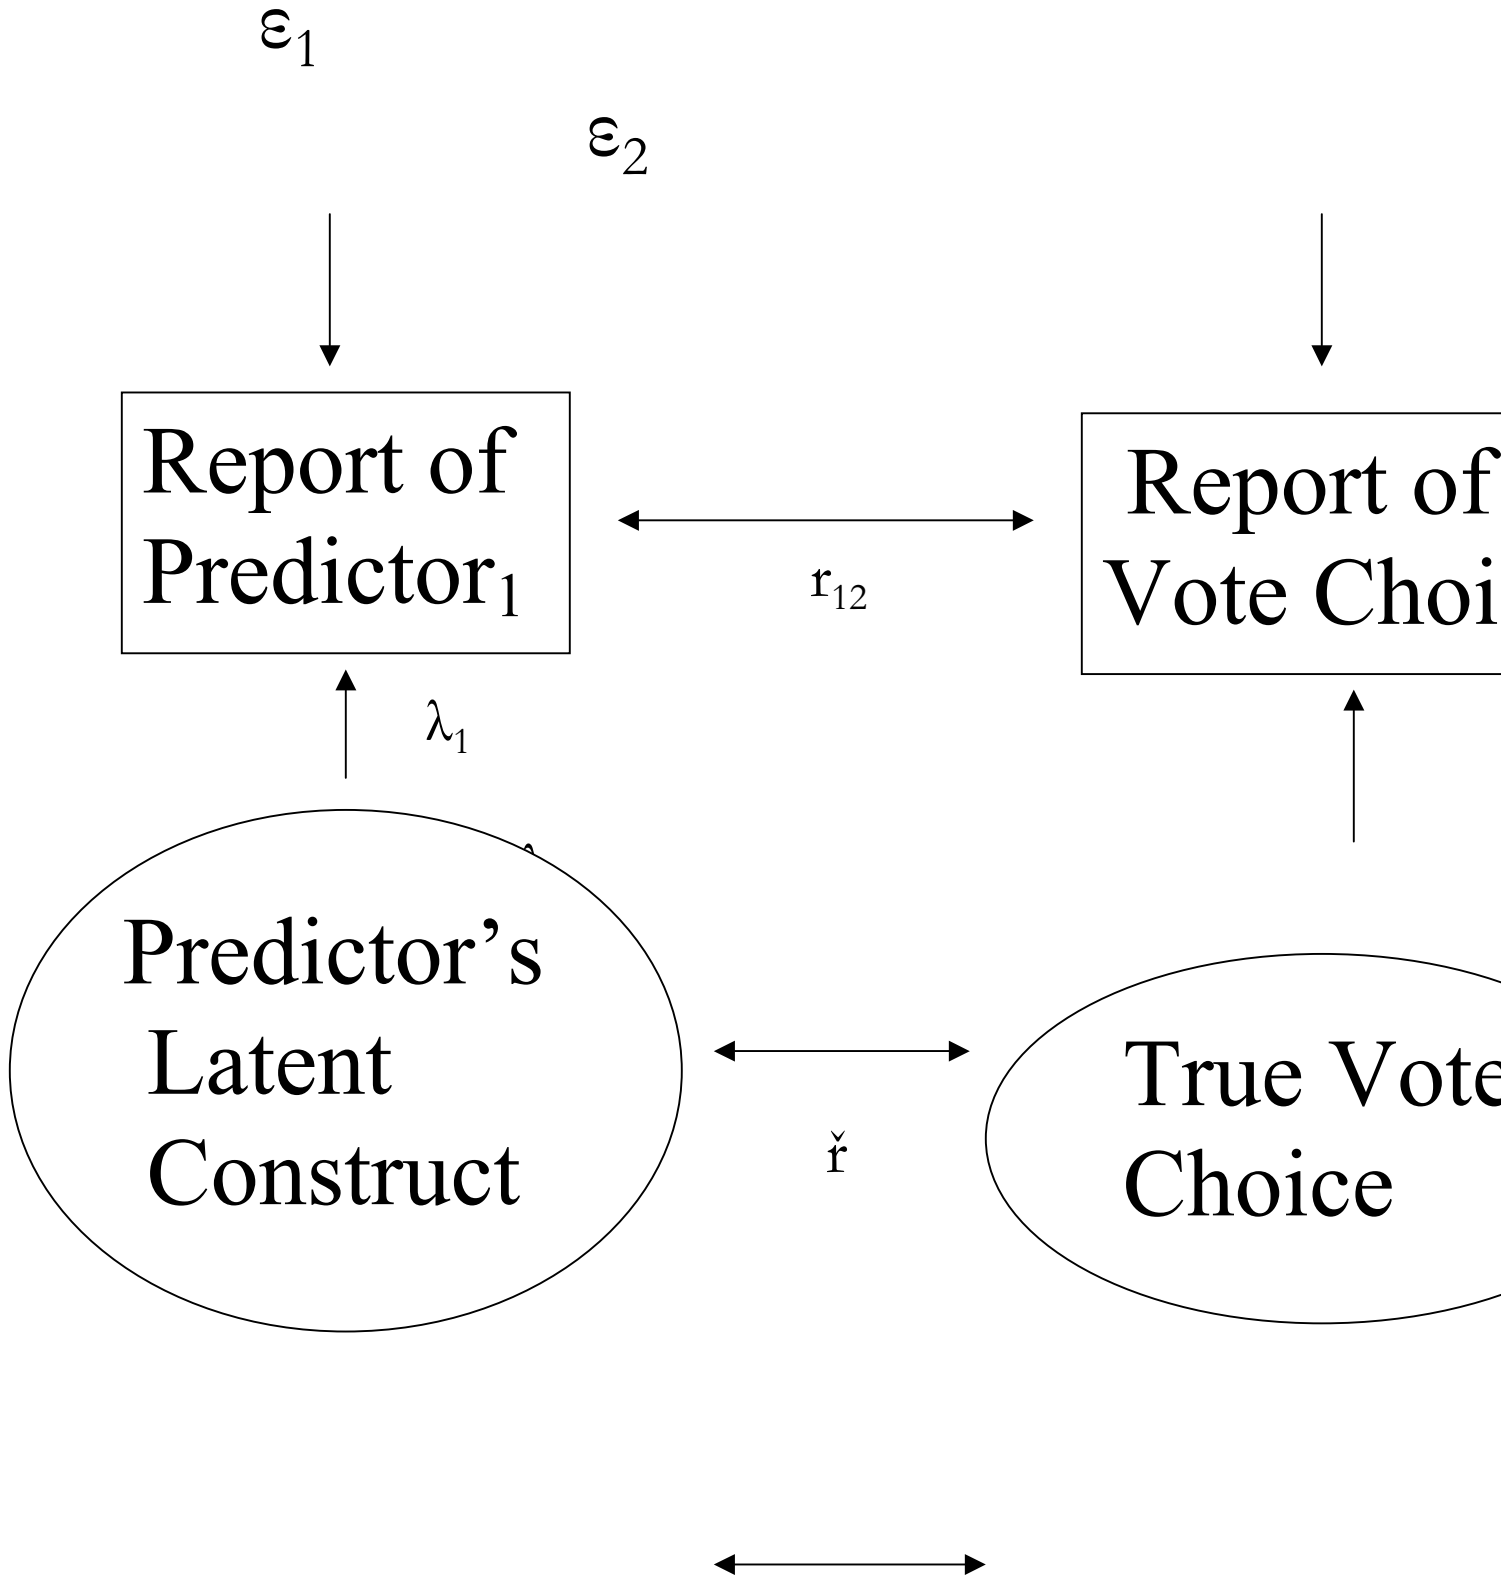 ε1
ε2
Report of
Predictor1
Report of
Vote Choi
r12
λ1
Predictor’s
Latent
Construct
True Vote
Choice
ř